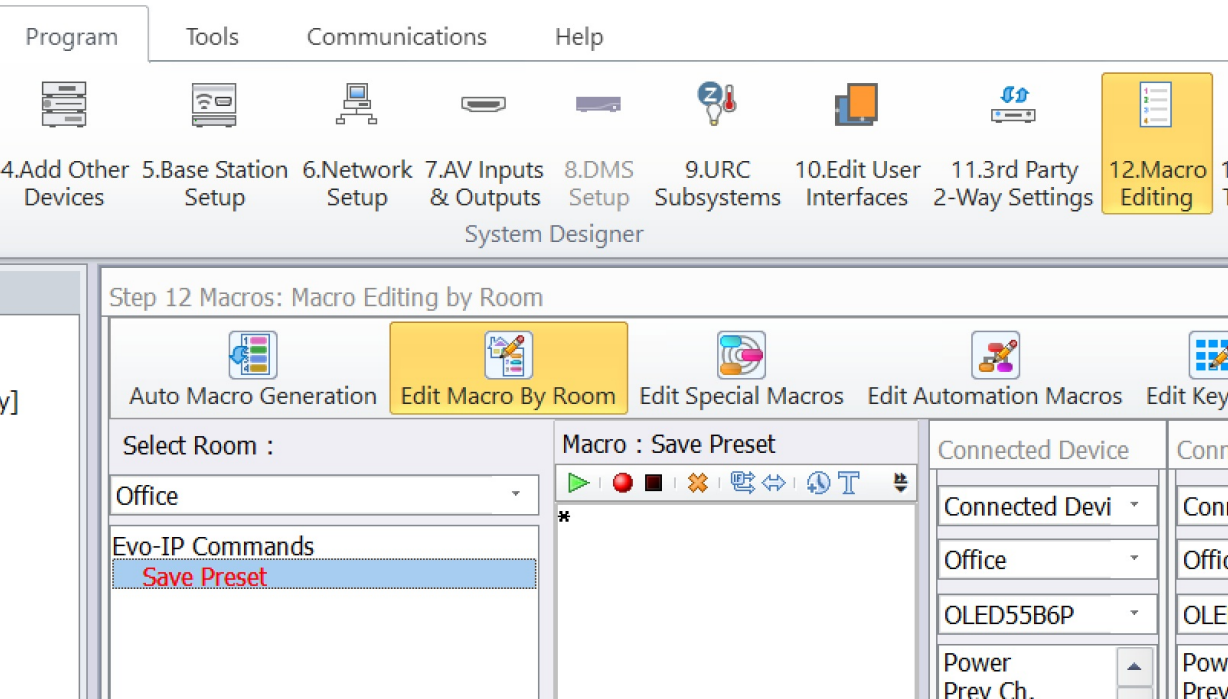 Program Tools Communications Help
4.Add Other Devices
5.Base Station Setup
6.Network Setup
7.AV Inputs & Outputs
8.DMS Setup
9.URC Subsystems
10.Edit User Interfaces
11.3rd Party 2-Way Settings
12.Macro Editing
System Designer
Step 12 Macros: Macro Editing by Room
Auto Macro Generation Edit Macro By Room Edit Special Macros Edit Automation Macros Edit Key
y]
Select Room :
Office
Evo-IP Commands
Save Preset
Macro : Save Preset
*
Connected Device
Connected Devi
Office
OLED55B6P
Power
Prev Ch.
Conn
Con
Offic
OLE
Pow
Prev